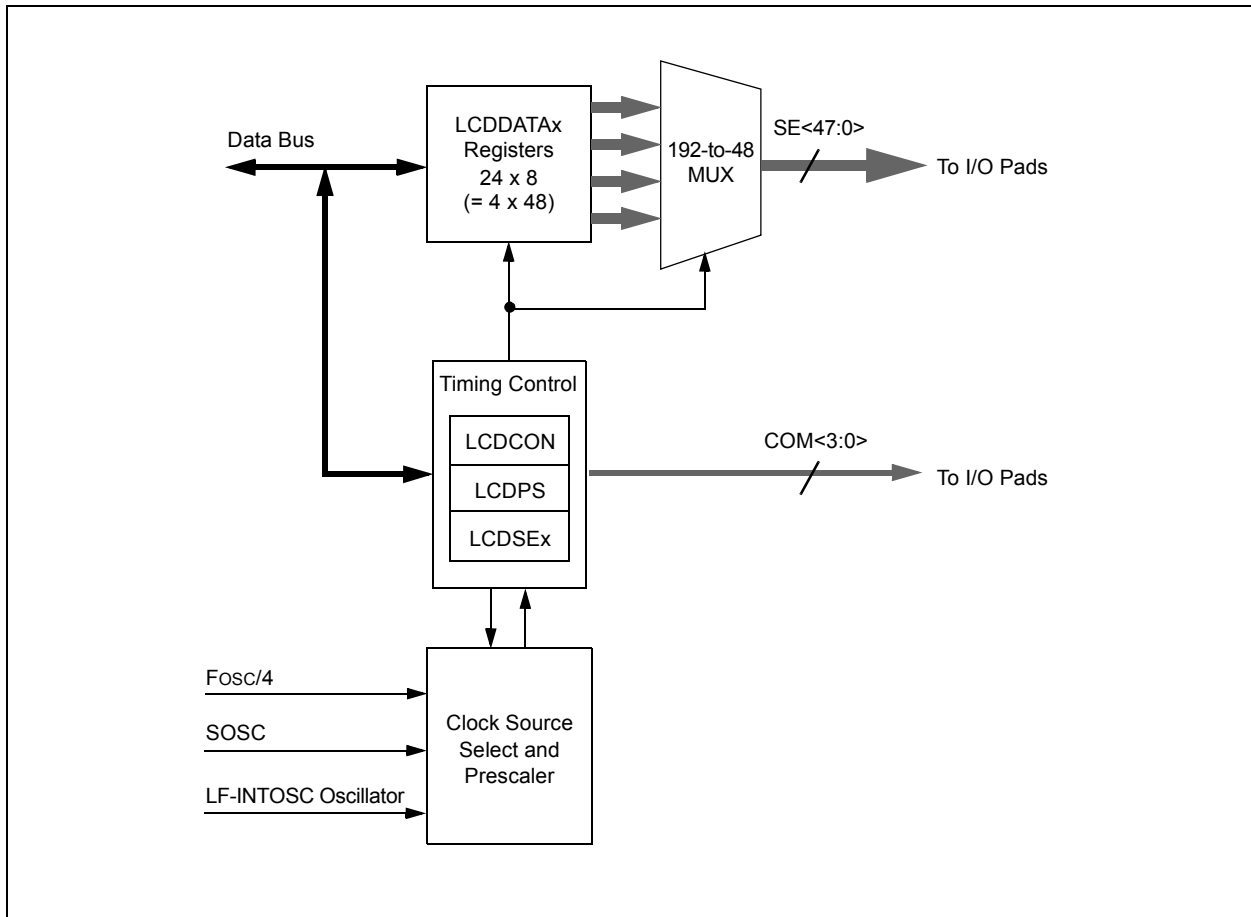 Data Bus
LCDDATAx
Registers
24 x 8
(= 4 x 48)
192-to-48
MUX
SE<47:0>
To I/O Pads
Timing Control
LCDCON
LCDPS
LCDSEx
COM<3:0>
To I/O Pads
FOSC/4
SOSC
LF-INTOSC Oscillator
Clock Source
Select and
Prescaler